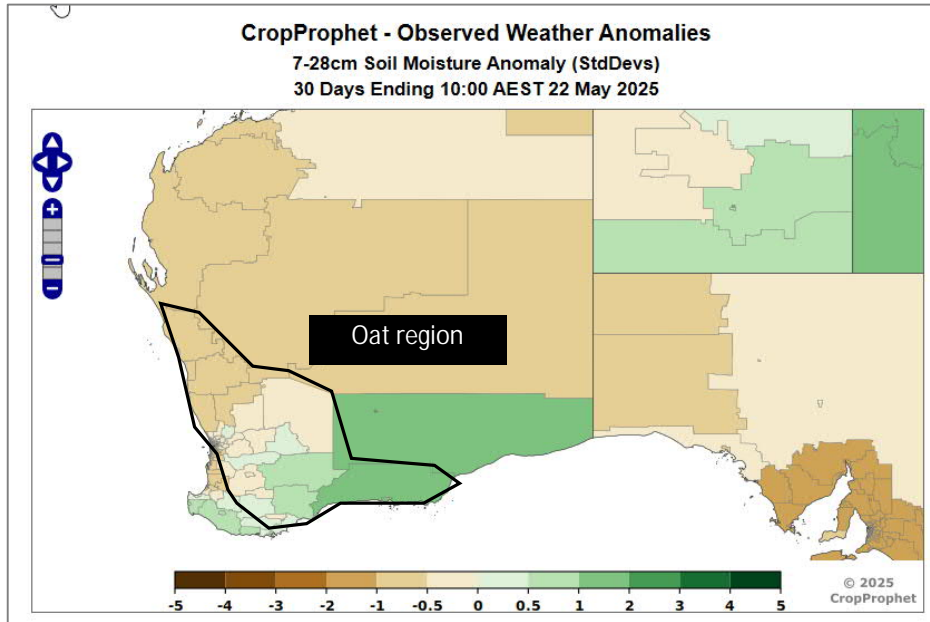 CropProphet - Observed Weather Anomalies
7-28cm Soil Moisture Anomaly (StdDevs)
30 Days Ending 10:00 AEST 22 May 2025
Oat region
-5 -4 -3 -2 -1 -0.5 0 0.5 1 2 3 4 5
© 2025
CropProphet